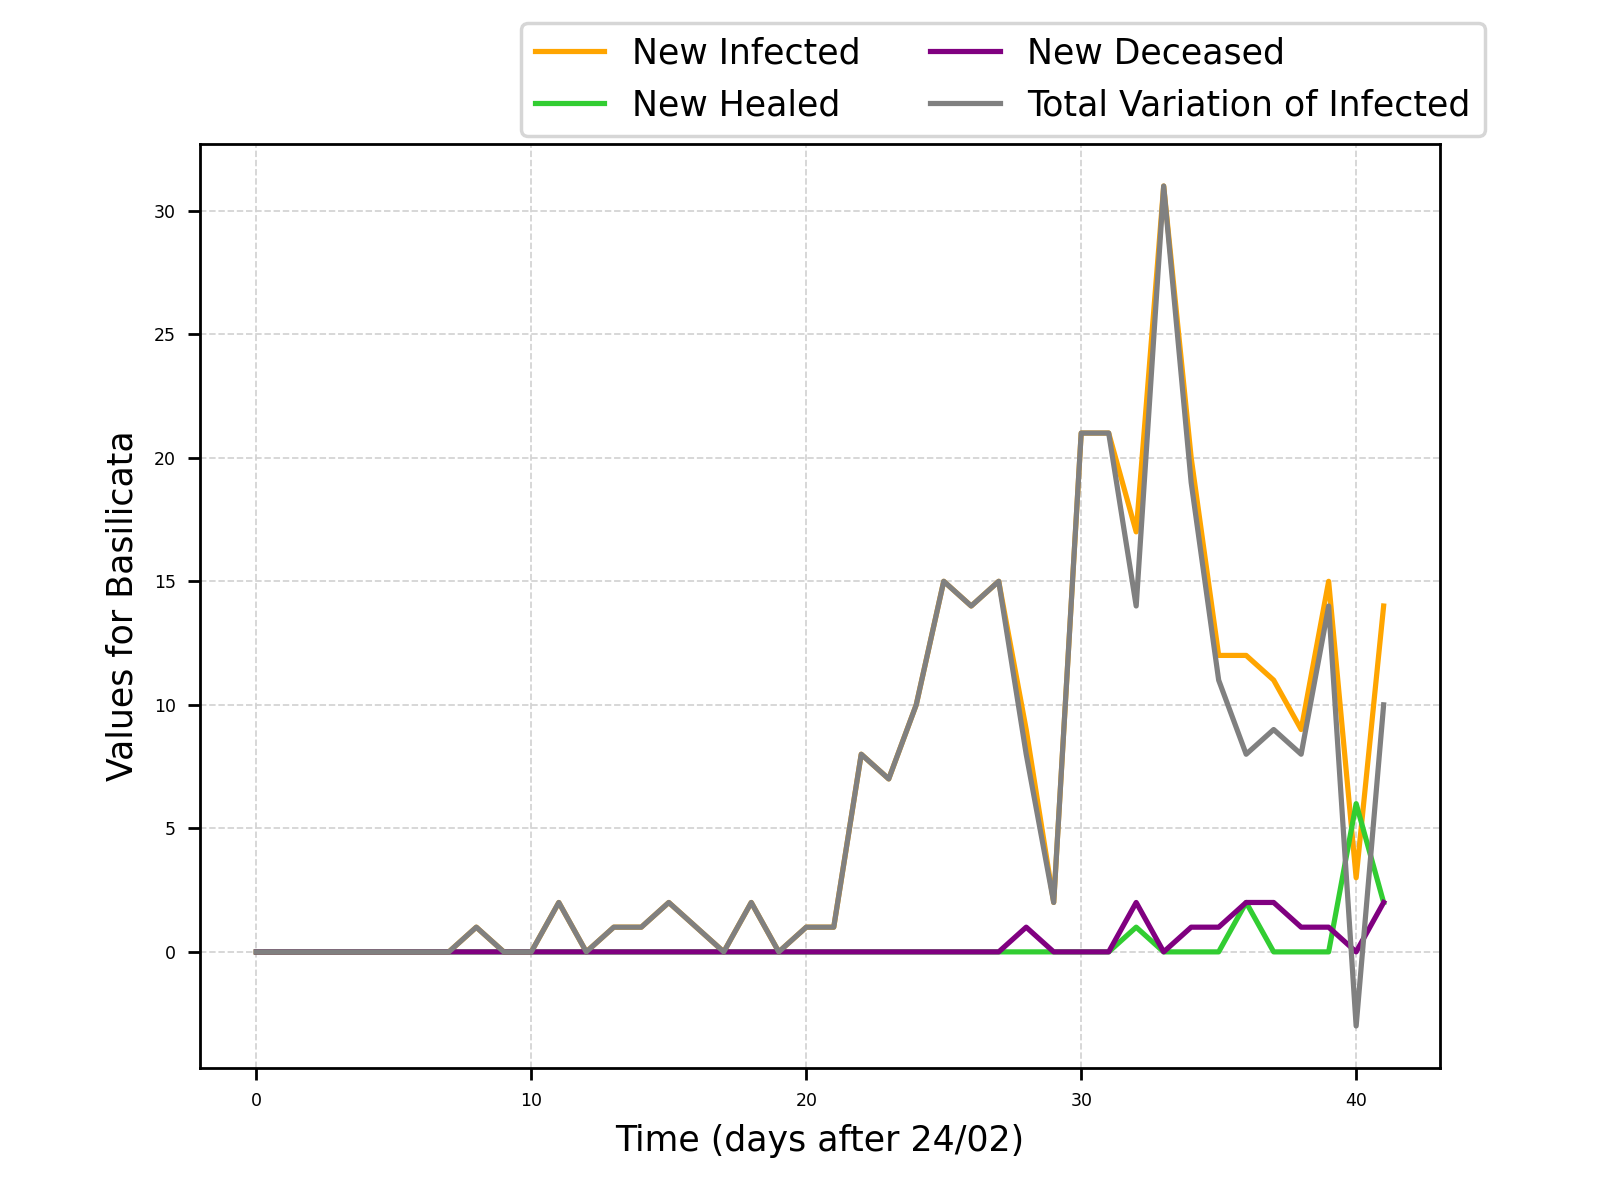 New Infected
New Healed
New Deceased
Total Variation of Infected
Values for Basilicata
30
25
20
15
10
5
0
0 10 20 30 40
Time (days after 24/02)